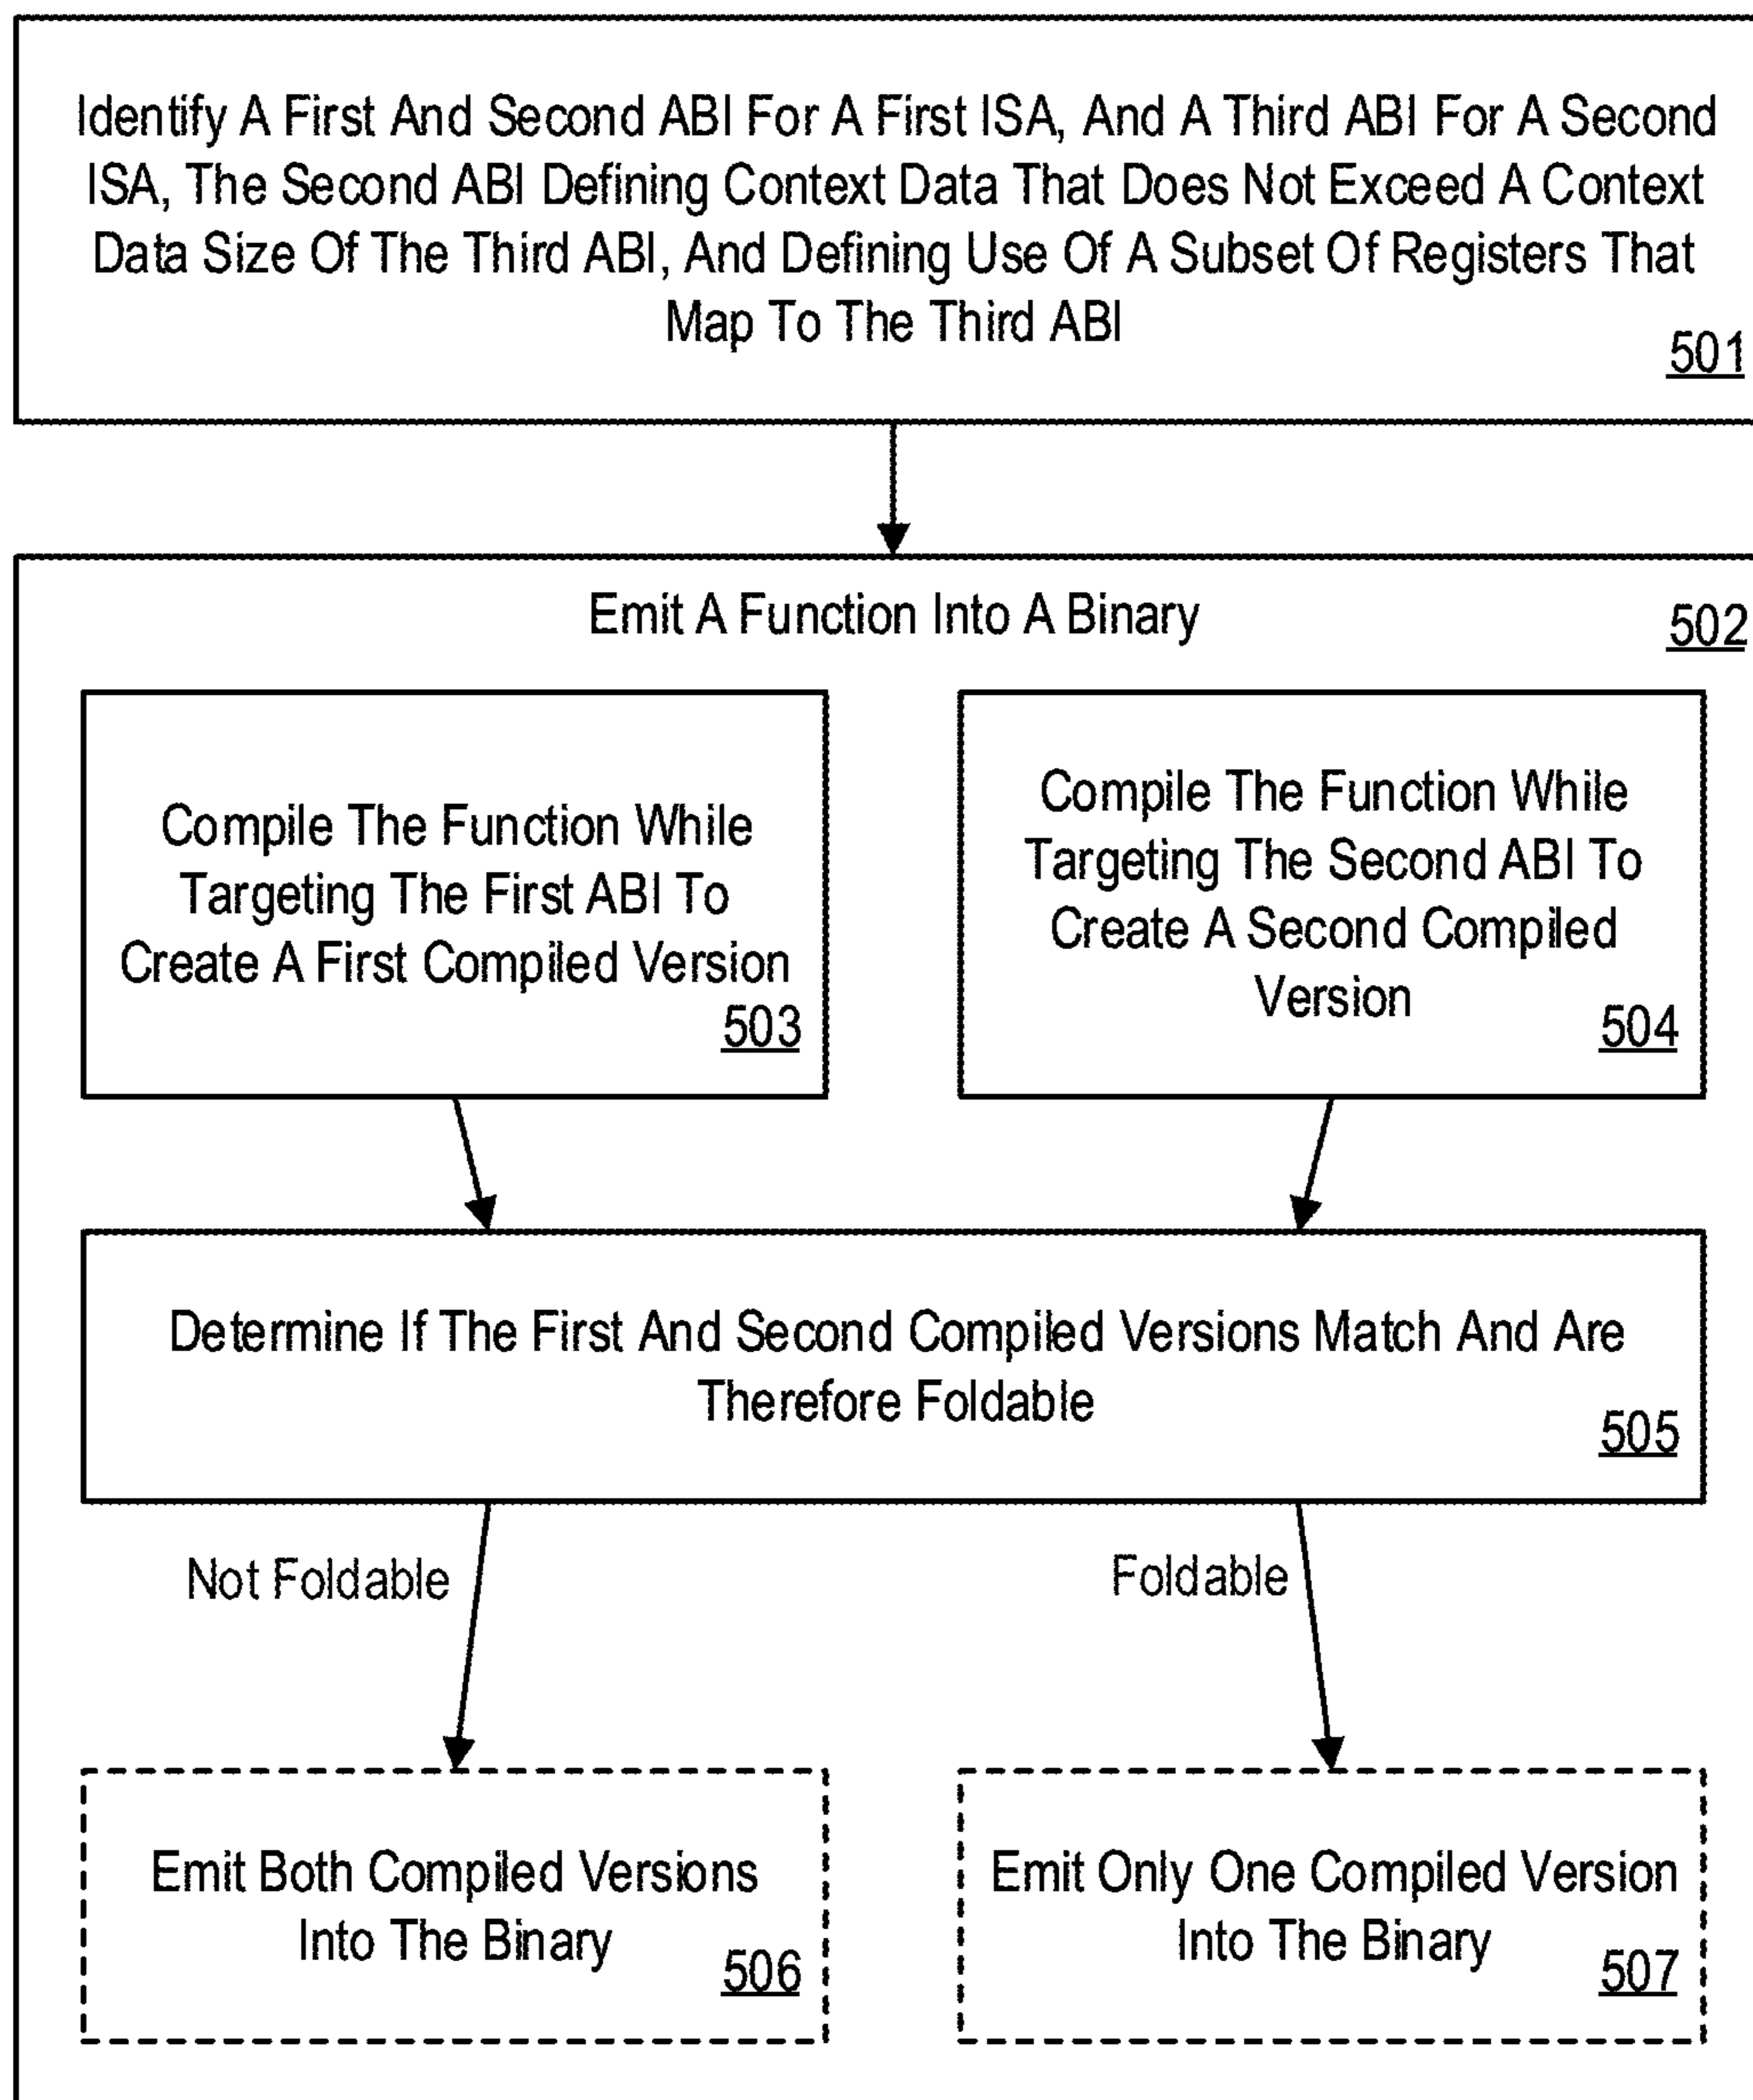 Identify A First And Second ABI For A First ISA, And A Third ABI For A Second
ISA, The Second ABI Defining Context Data That Does Not Exceed A Context
Data Size Of The Third ABI, And Defining Use Of A Subset Of Registers That
Map To The Third ABI
501
Emit A Function Into A Binary
502
Compile The Function While
Targeting The First ABI To
Create A First Compiled Version
503
Compile The Function While
Targeting The Second ABI To
Create A Second Compiled
Version
504
Determine If The First And Second Compiled Versions Match And Are
Therefore Foldable
505
Not Foldable
Foldable
Emit Both Compiled Versions
Into The Binary
506
Emit Only One Compiled Version
Into The Binary
507